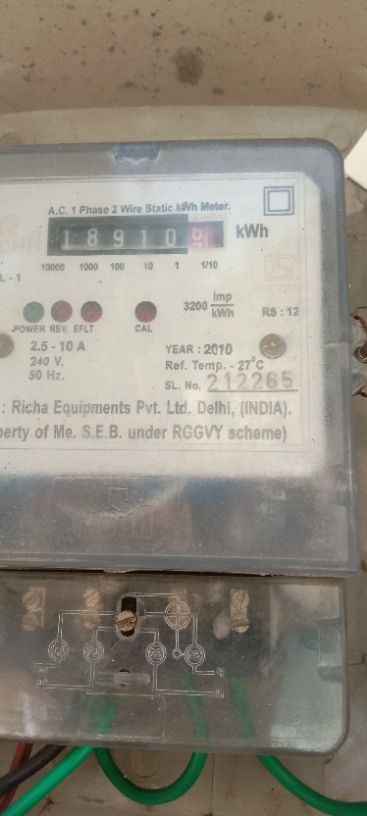 A.C. 1 Phase 2 Wire Static kWh Meter.
18910 kWh
L - 1
10000 1000 100 10 1 1/10
3200 Imp/kWh RS : 12
POWER REV. EFLT CAL
2.5 - 10 A
240 V.
50 Hz.
YEAR : 2010
Ref. Temp. - 27°C
SL. No. 212265
: Richa Equipments Pvt. Ltd. Delhi, (INDIA).
perty of Me. S.E.B. under RGGVY scheme)